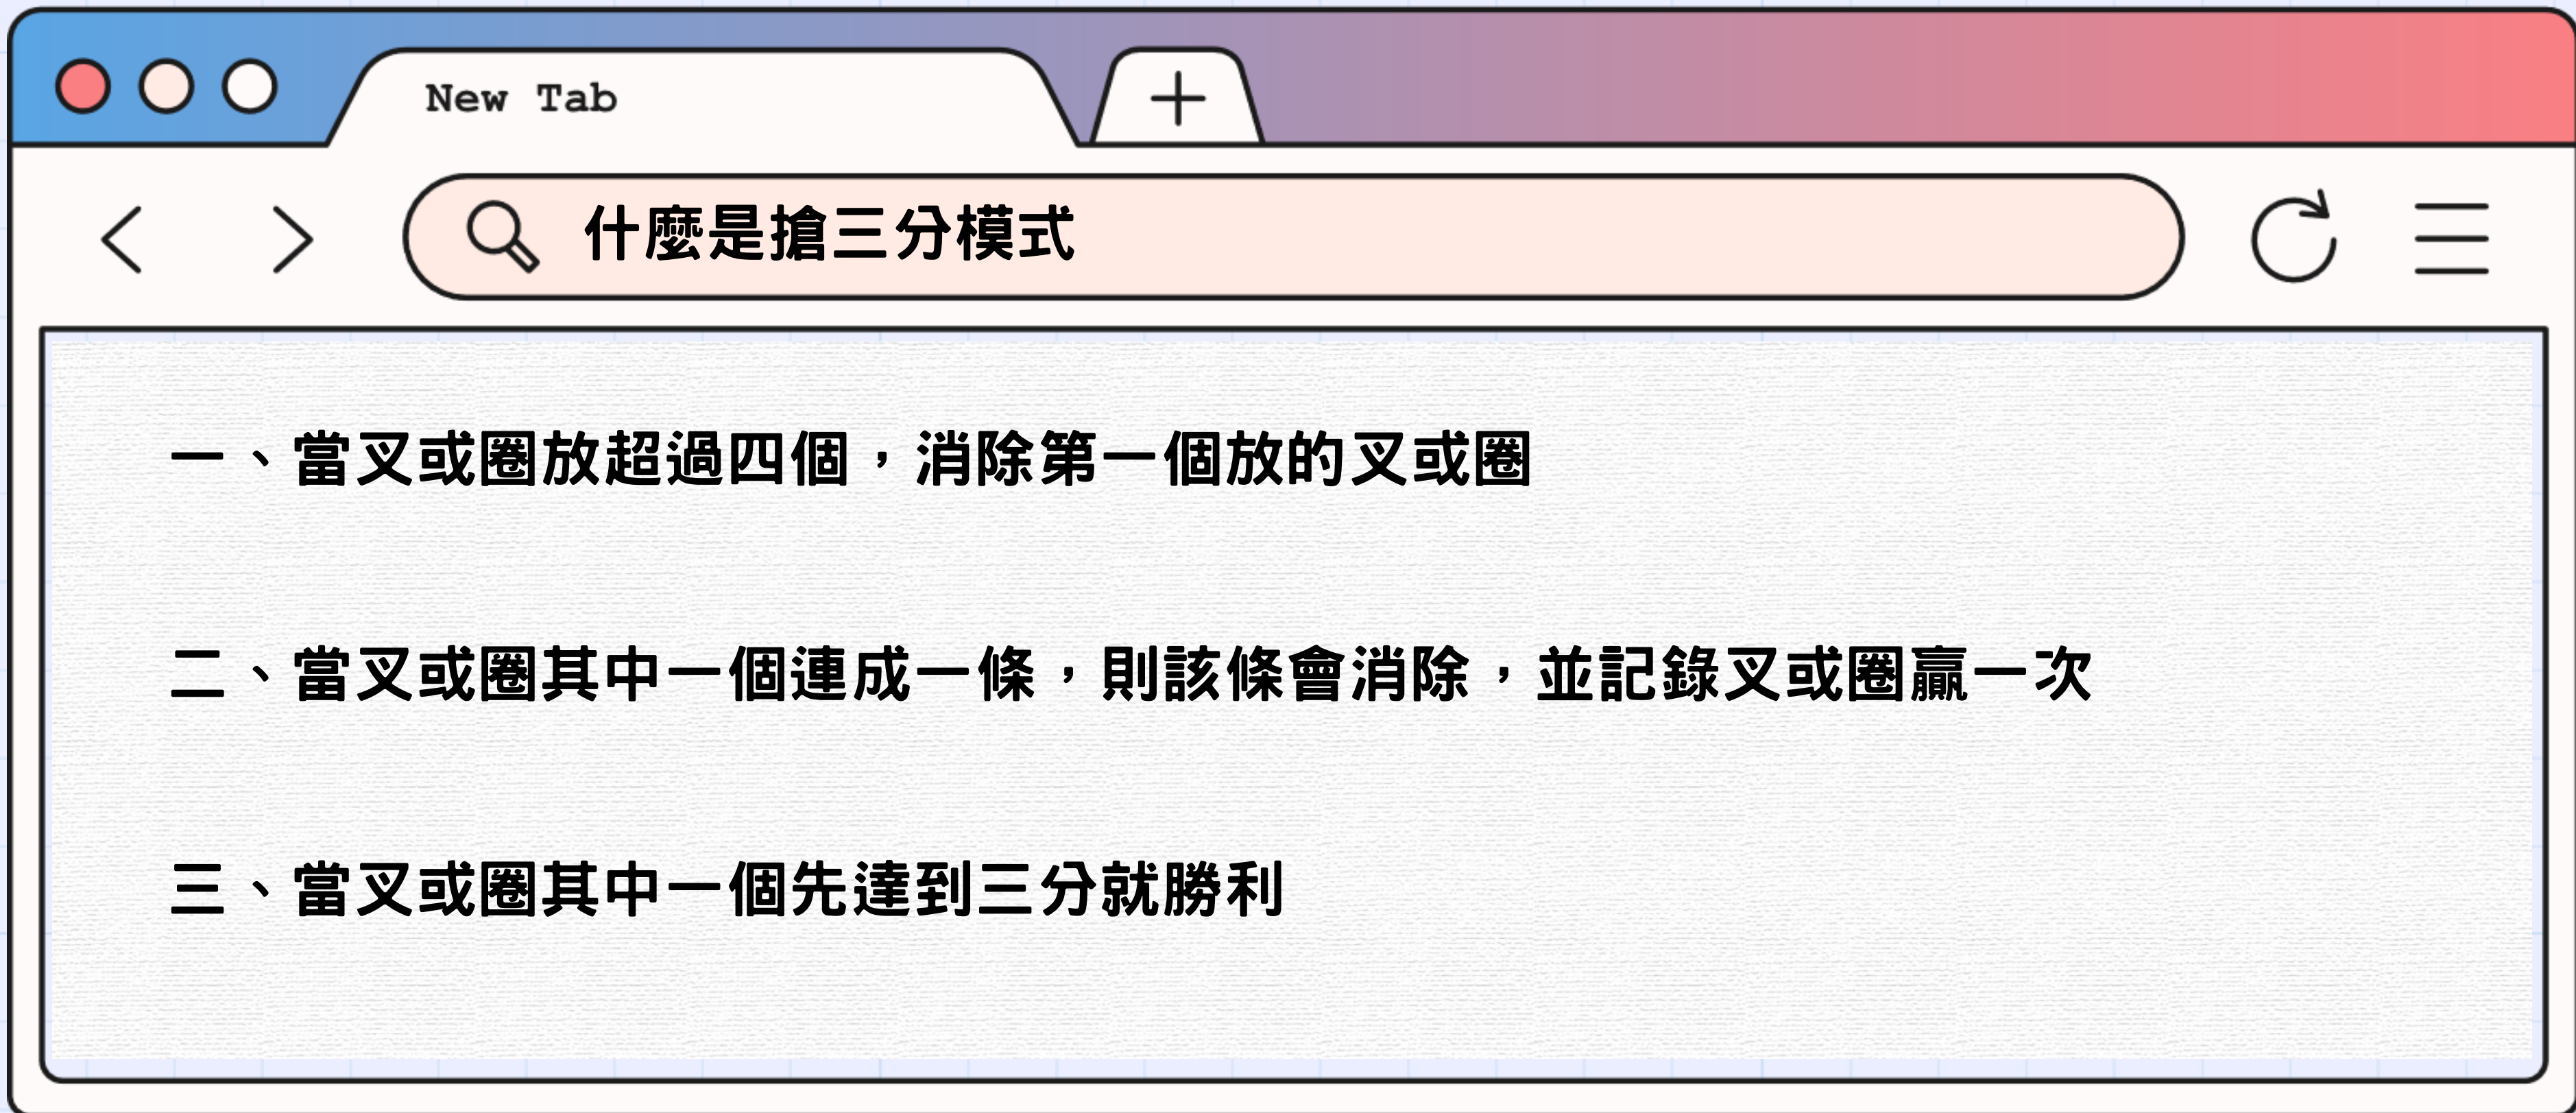 New Tab
什麼是搶三分模式
一、當叉或圈放超過四個，消除第一個放的叉或圈
二、當叉或圈其中一個連成一條，則該條會消除，並記錄叉或圈贏一次
三、當叉或圈其中一個先達到三分就勝利